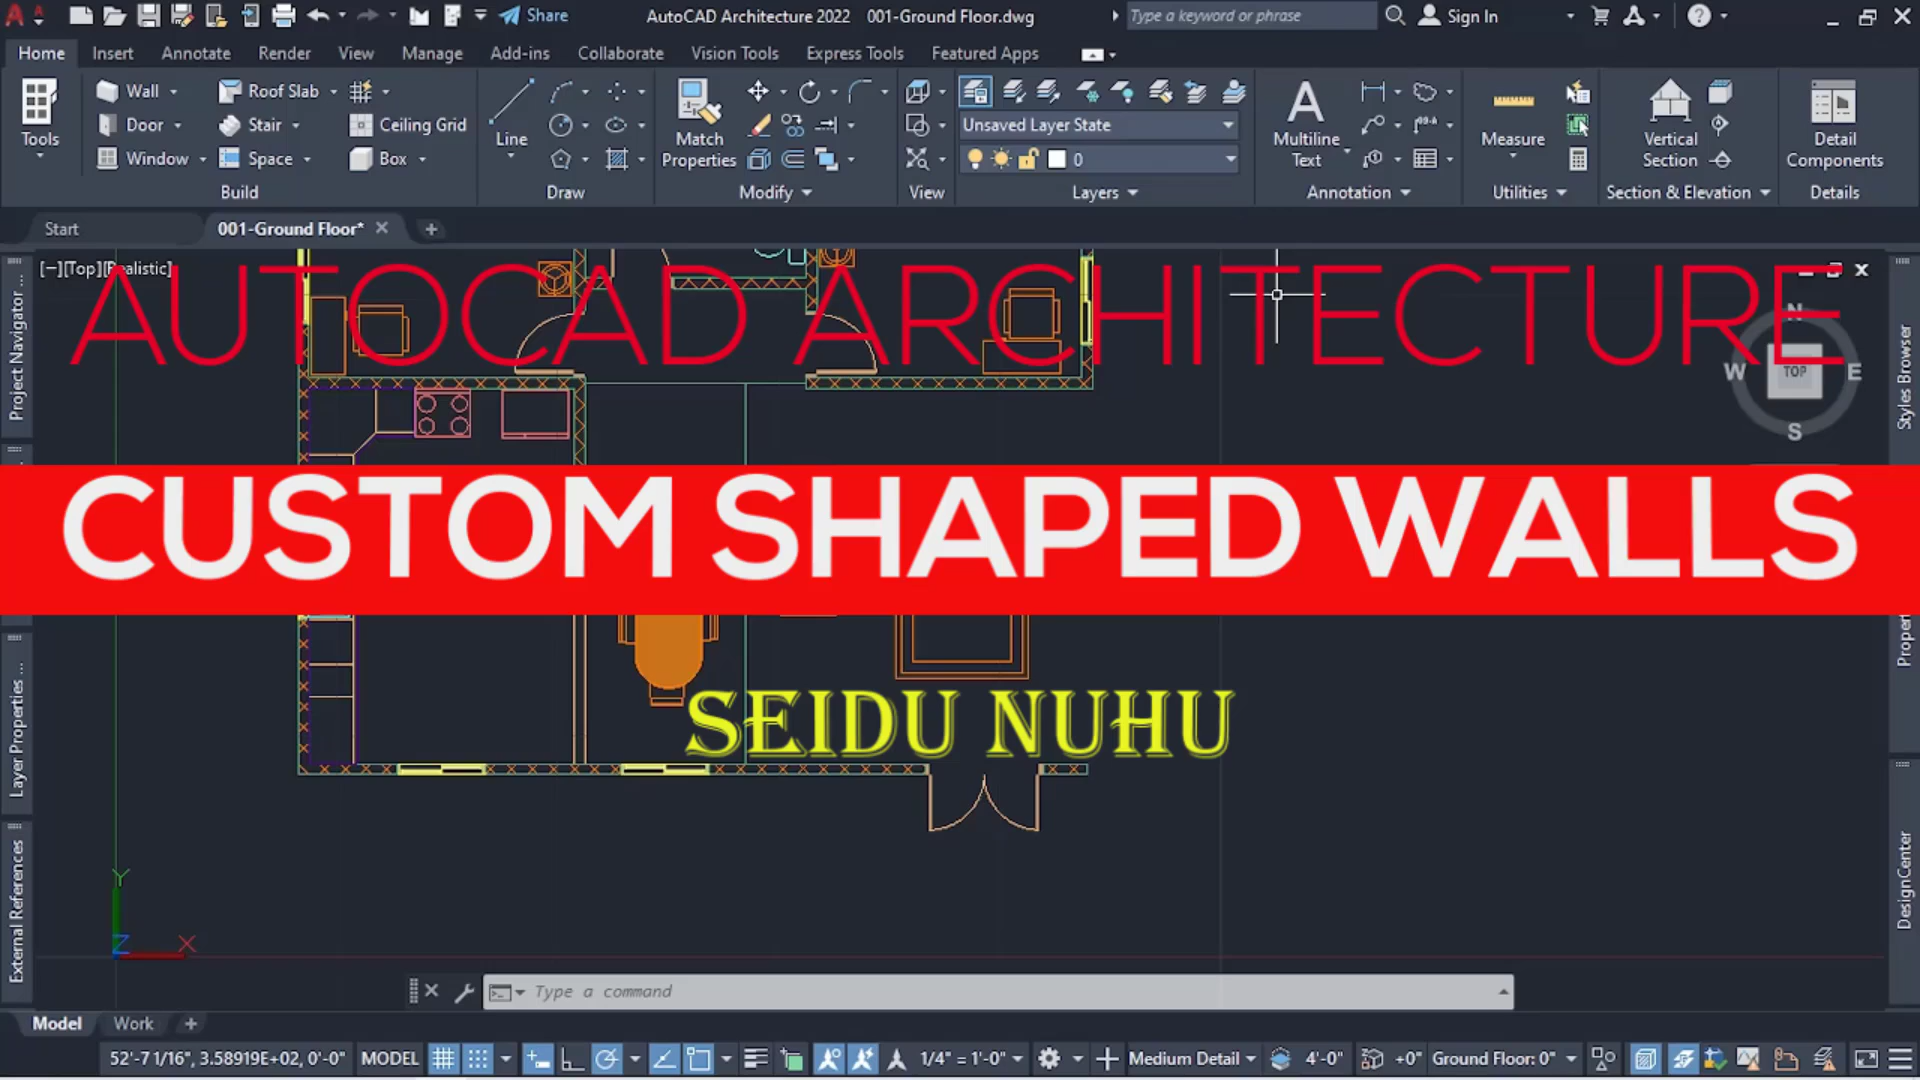 Share
AutoCAD Architecture 2022 001-Ground Floor.dwg
Type a keyword or phrase
Sign In
Home Insert Annotate Render View Manage Add-ins Collaborate Vision Tools Express Tools Featured Apps
Tools
Wall
Door
Window
Roof Slab
Stair
Space
Ceiling Grid
Box
Build
Line
Draw
Match
Properties
Modify
View
Unsaved Layer State
0
Layers
Multiline
Text
Annotation
Measure
Utilities
Vertical
Section
Section & Elevation
Detail
Components
Details
Start
001-Ground Floor*
[−][Top][Realistic]
AUTOCAD ARCHITECTURE
CUSTOM SHAPED WALLS
SEIDU NUHU
N
W
TOP
E
S
Project Navigator ...
Layer Properties ...
External References
Styles Browser
DesignCenter
Y
Z
X
Type a command
Model Work
52'-7 1/16", 3.58919E+02, 0'-0" MODEL
1/4" = 1'-0"
Medium Detail
4'-0"
+0"
Ground Floor: 0"